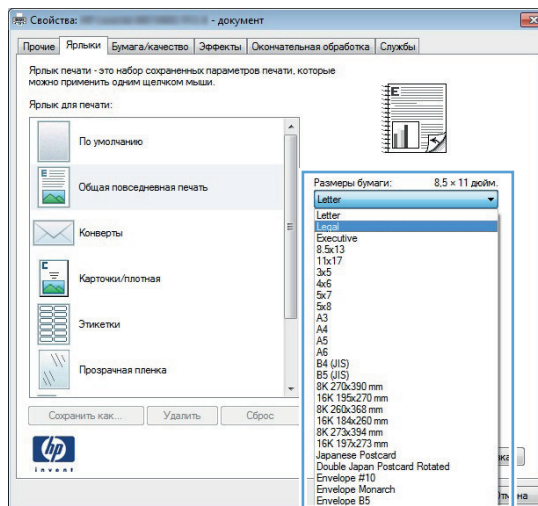 Свойства: - документ
Прочие Ярлыки Бумага/качество Эффекты Окончательная обработка Службы
Ярлык печати - это набор сохраненных параметров печати, которые
можно применить одним щелчком мыши.
Ярлык для печати:
По умолчанию
Общая повседневная печать
Конверты
Карточки/плотная
Этикетки
Прозрачная пленка
Сохранить как...
Удалить
Сброс
hp
invent
E
Размеры бумаги: 8,5 × 11 дюйм.
Letter
Letter
Legal
Executive
8.5x13
11x17
3x5
4x6
5x7
5x8
A3
A4
A5
A6
B4 (JIS)
B5 (JIS)
8K 270x390 mm
16K 195x270 mm
8K 260x368 mm
16K 184x260 mm
8K 273x394 mm
16K 197x273 mm
Japanese Postcard
Double Japan Postcard Rotated
Envelope #10
Envelope Monarch
Envelope B5